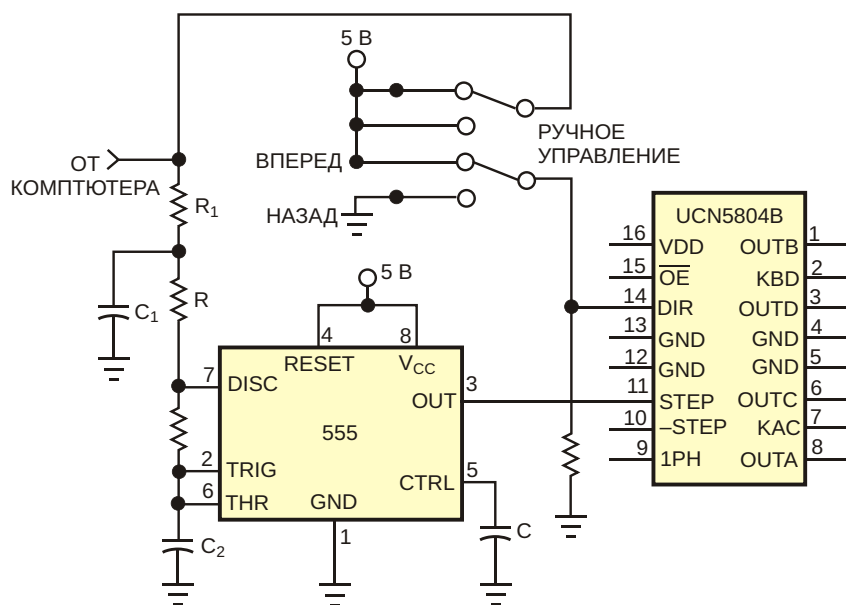 5 В
ОТ
КОМПТЮТЕРА
ВПЕРЕД
НАЗАД
РУЧНОЕ
УПРАВЛЕНИЕ
R1
R
C1
5 В
4
8
RESET
VCC
7
DISC
OUT
3
555
2
TRIG
6
THR
GND
CTRL
5
1
C
C2
UCN5804B
16
VDD
OUTB
1
15
OE
KBD
2
14
DIR
OUTD
3
13
GND
GND
4
12
GND
GND
5
11
STEP
OUTC
6
10
–STEP
KAC
7
9
1PH
OUTA
8